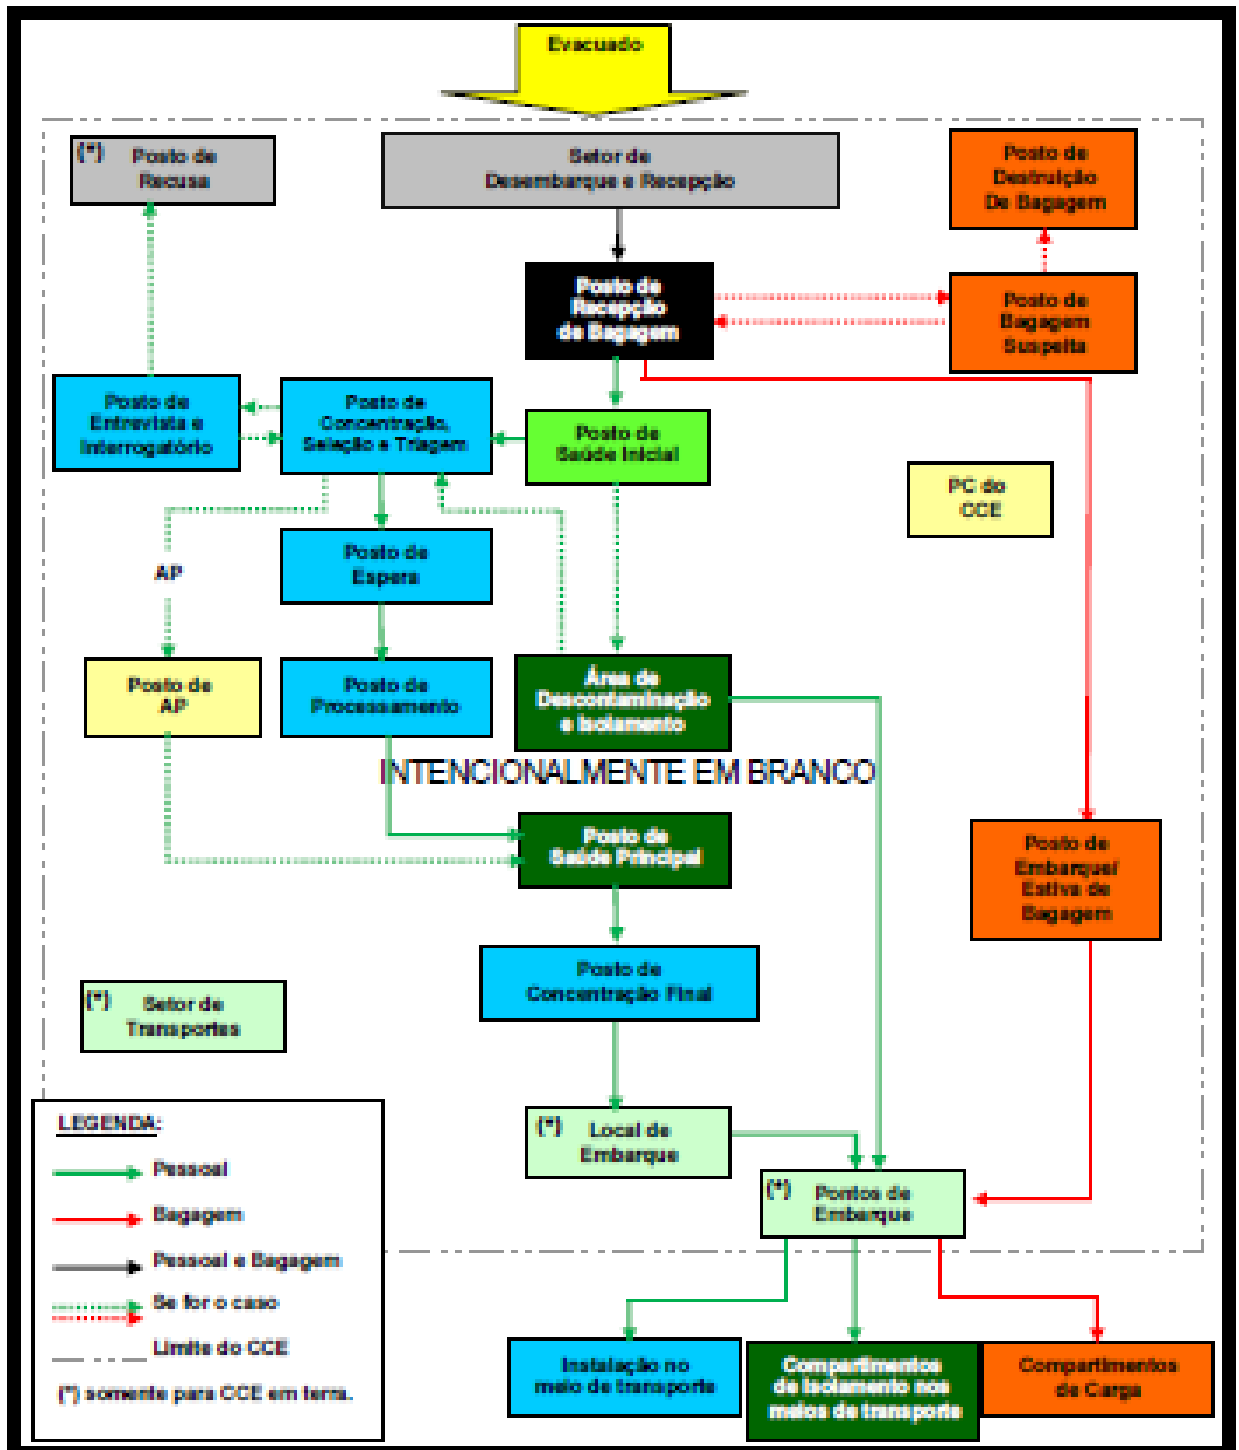 Evacuado
(*) Posto de
Recusa
Setor de
Desembarque e Recepção
Posto de
Destruição
De Bagagem
Posto de
Recepção
de Bagagem
Posto de
Bagagem
Suspeita
Posto de
Entrevista e
Interrogatório
Posto de
Concentração,
Seleção e Triagem
Posto de
Saúde Inicial
PC do
CCE
Posto de
Espera
AP
Posto de
AP
Posto de
Processamento
Área de
Descontaminação
e Isolamento
INTENCIONALMENTE EM BRANCO
Posto de
Saúde Principal
Posto de
Embarque/
Estiva de
Bagagem
Posto de
Concentração Final
(*) Setor de
Transportes
(*) Local de
Embarque
(*) Pontos de
Embarque
LEGENDA:
Pessoal
Bagagem
Pessoal e Bagagem
Se for o caso
Limite do CCE
(*) somente para CCE em terra.
Instalação no
meio de transporte
Compartimentos
de Isolamento nos
meios de transporte
Compartimentos
de Carga